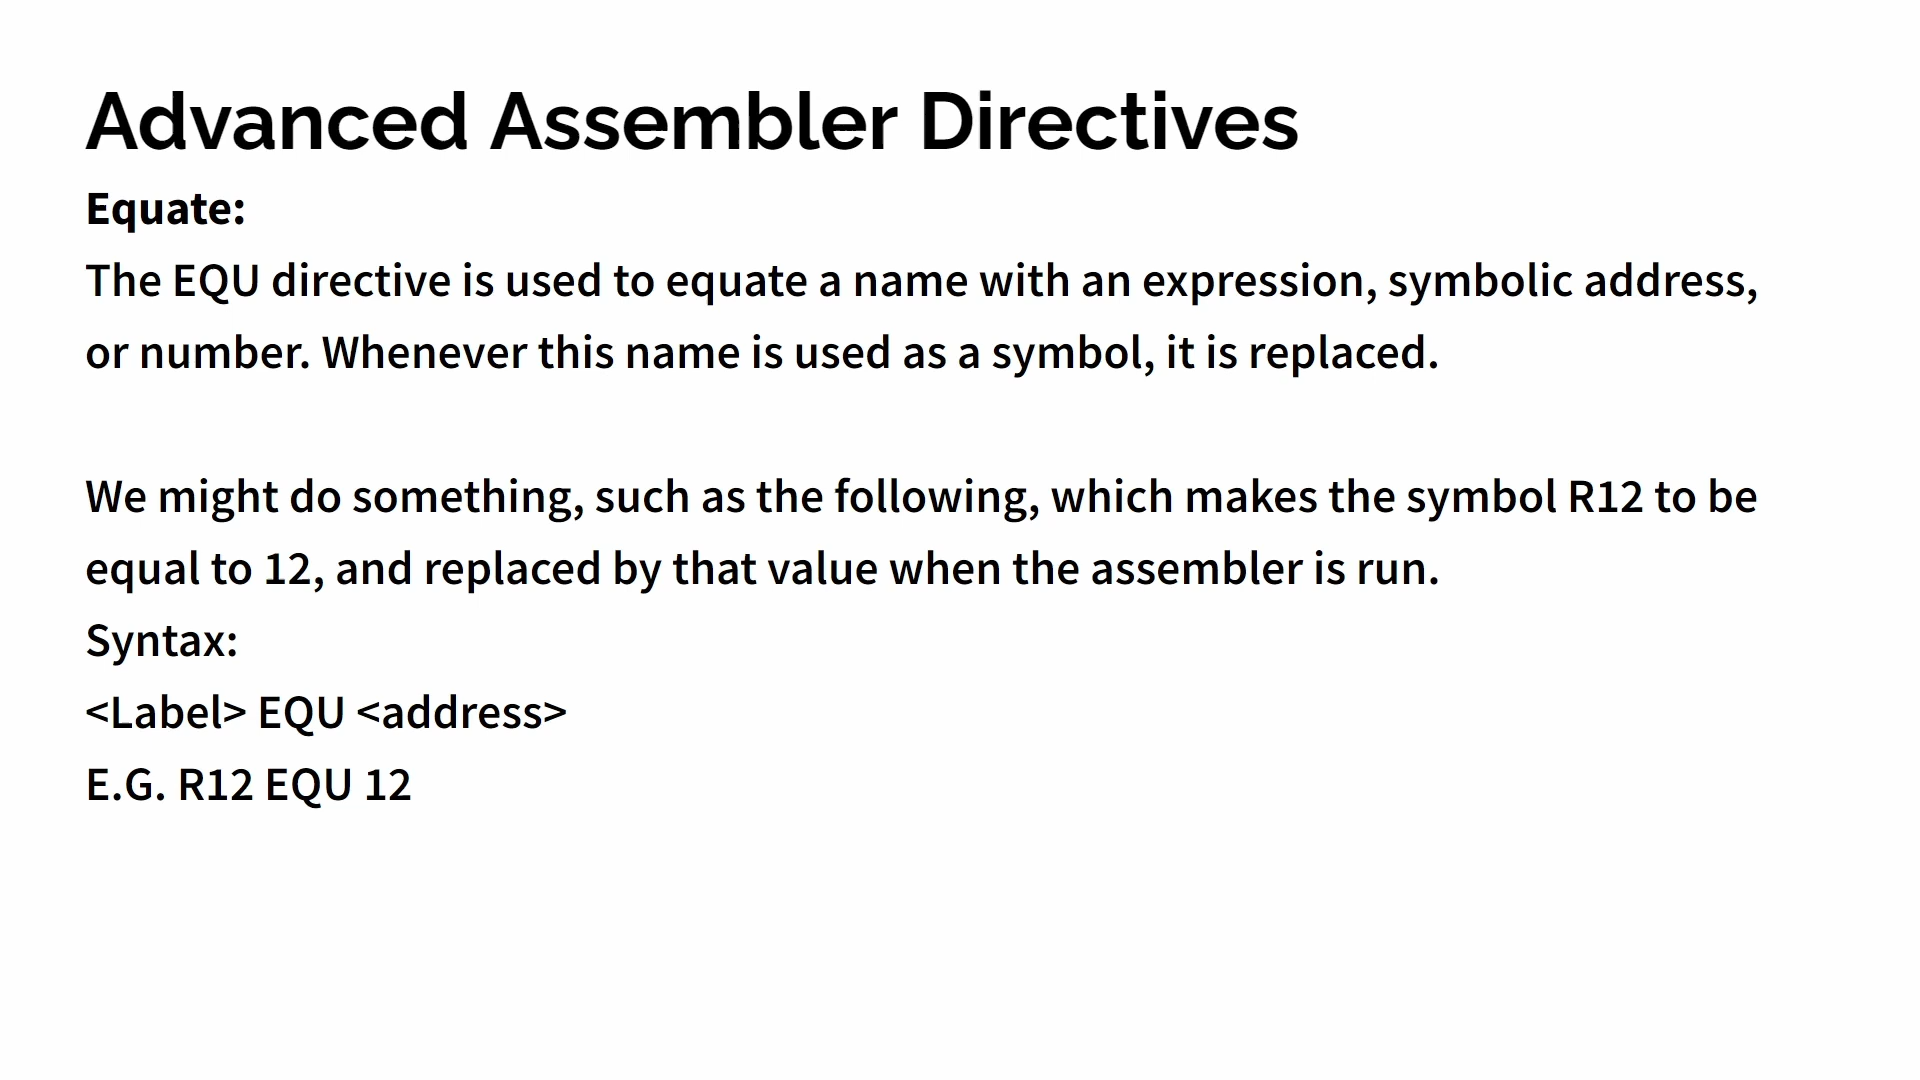 Advanced Assembler Directives
Equate:
The EQU directive is used to equate a name with an expression, symbolic address,
or number. Whenever this name is used as a symbol, it is replaced.
We might do something, such as the following, which makes the symbol R12 to be
equal to 12, and replaced by that value when the assembler is run.
Syntax:
<Label> EQU <address>
E.G. R12 EQU 12